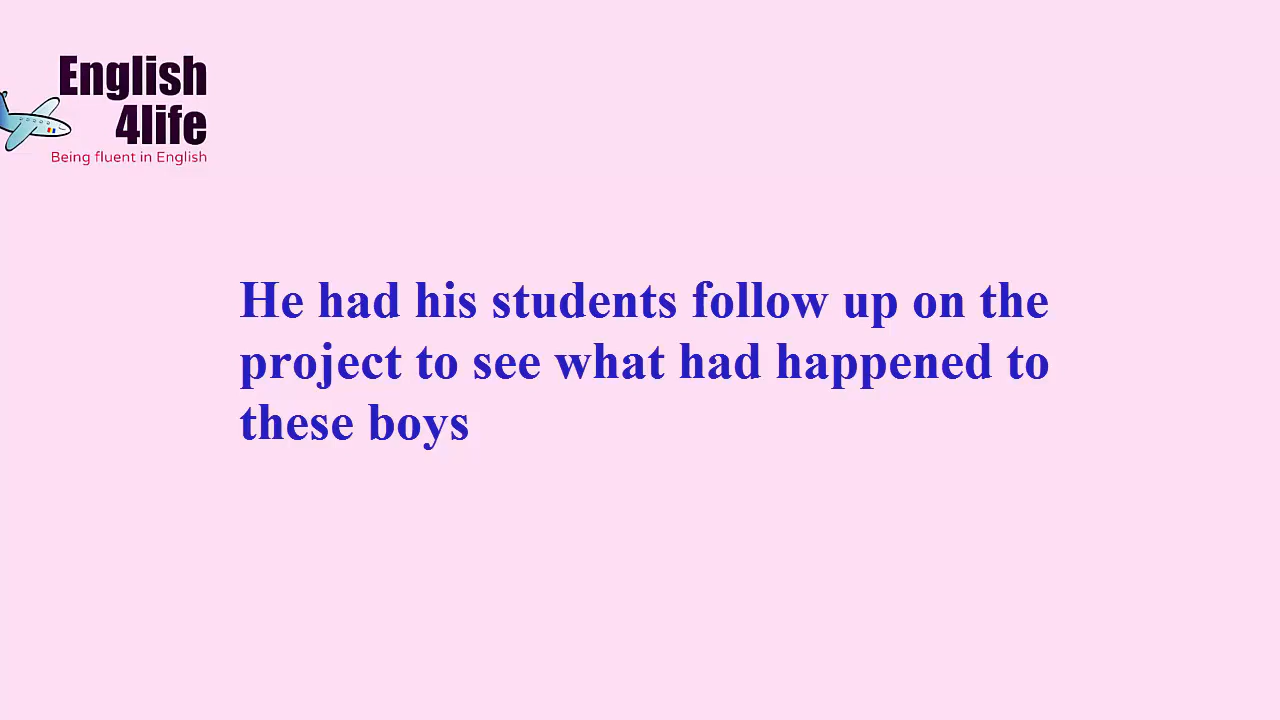 English
4life
Being fluent in English
He had his students follow up on the
project to see what had happened to
these boys